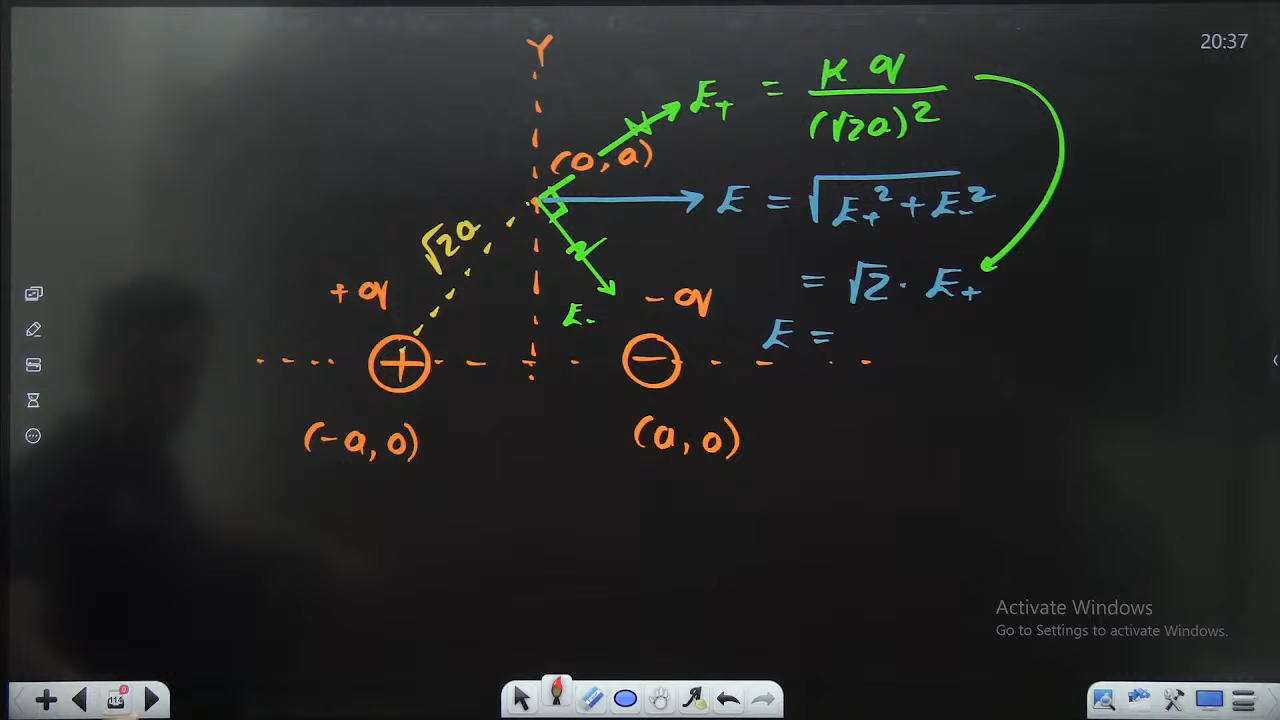 20:37
Y
E₊ = Kq/(√2a)²
(0, a)
E = √(E₊² + E₋²)
√2a
= √2 · E₊
+q
-q
E₋
E =
(-a, 0)
(a, 0)
Activate Windows
Go to Settings to activate Windows.
414